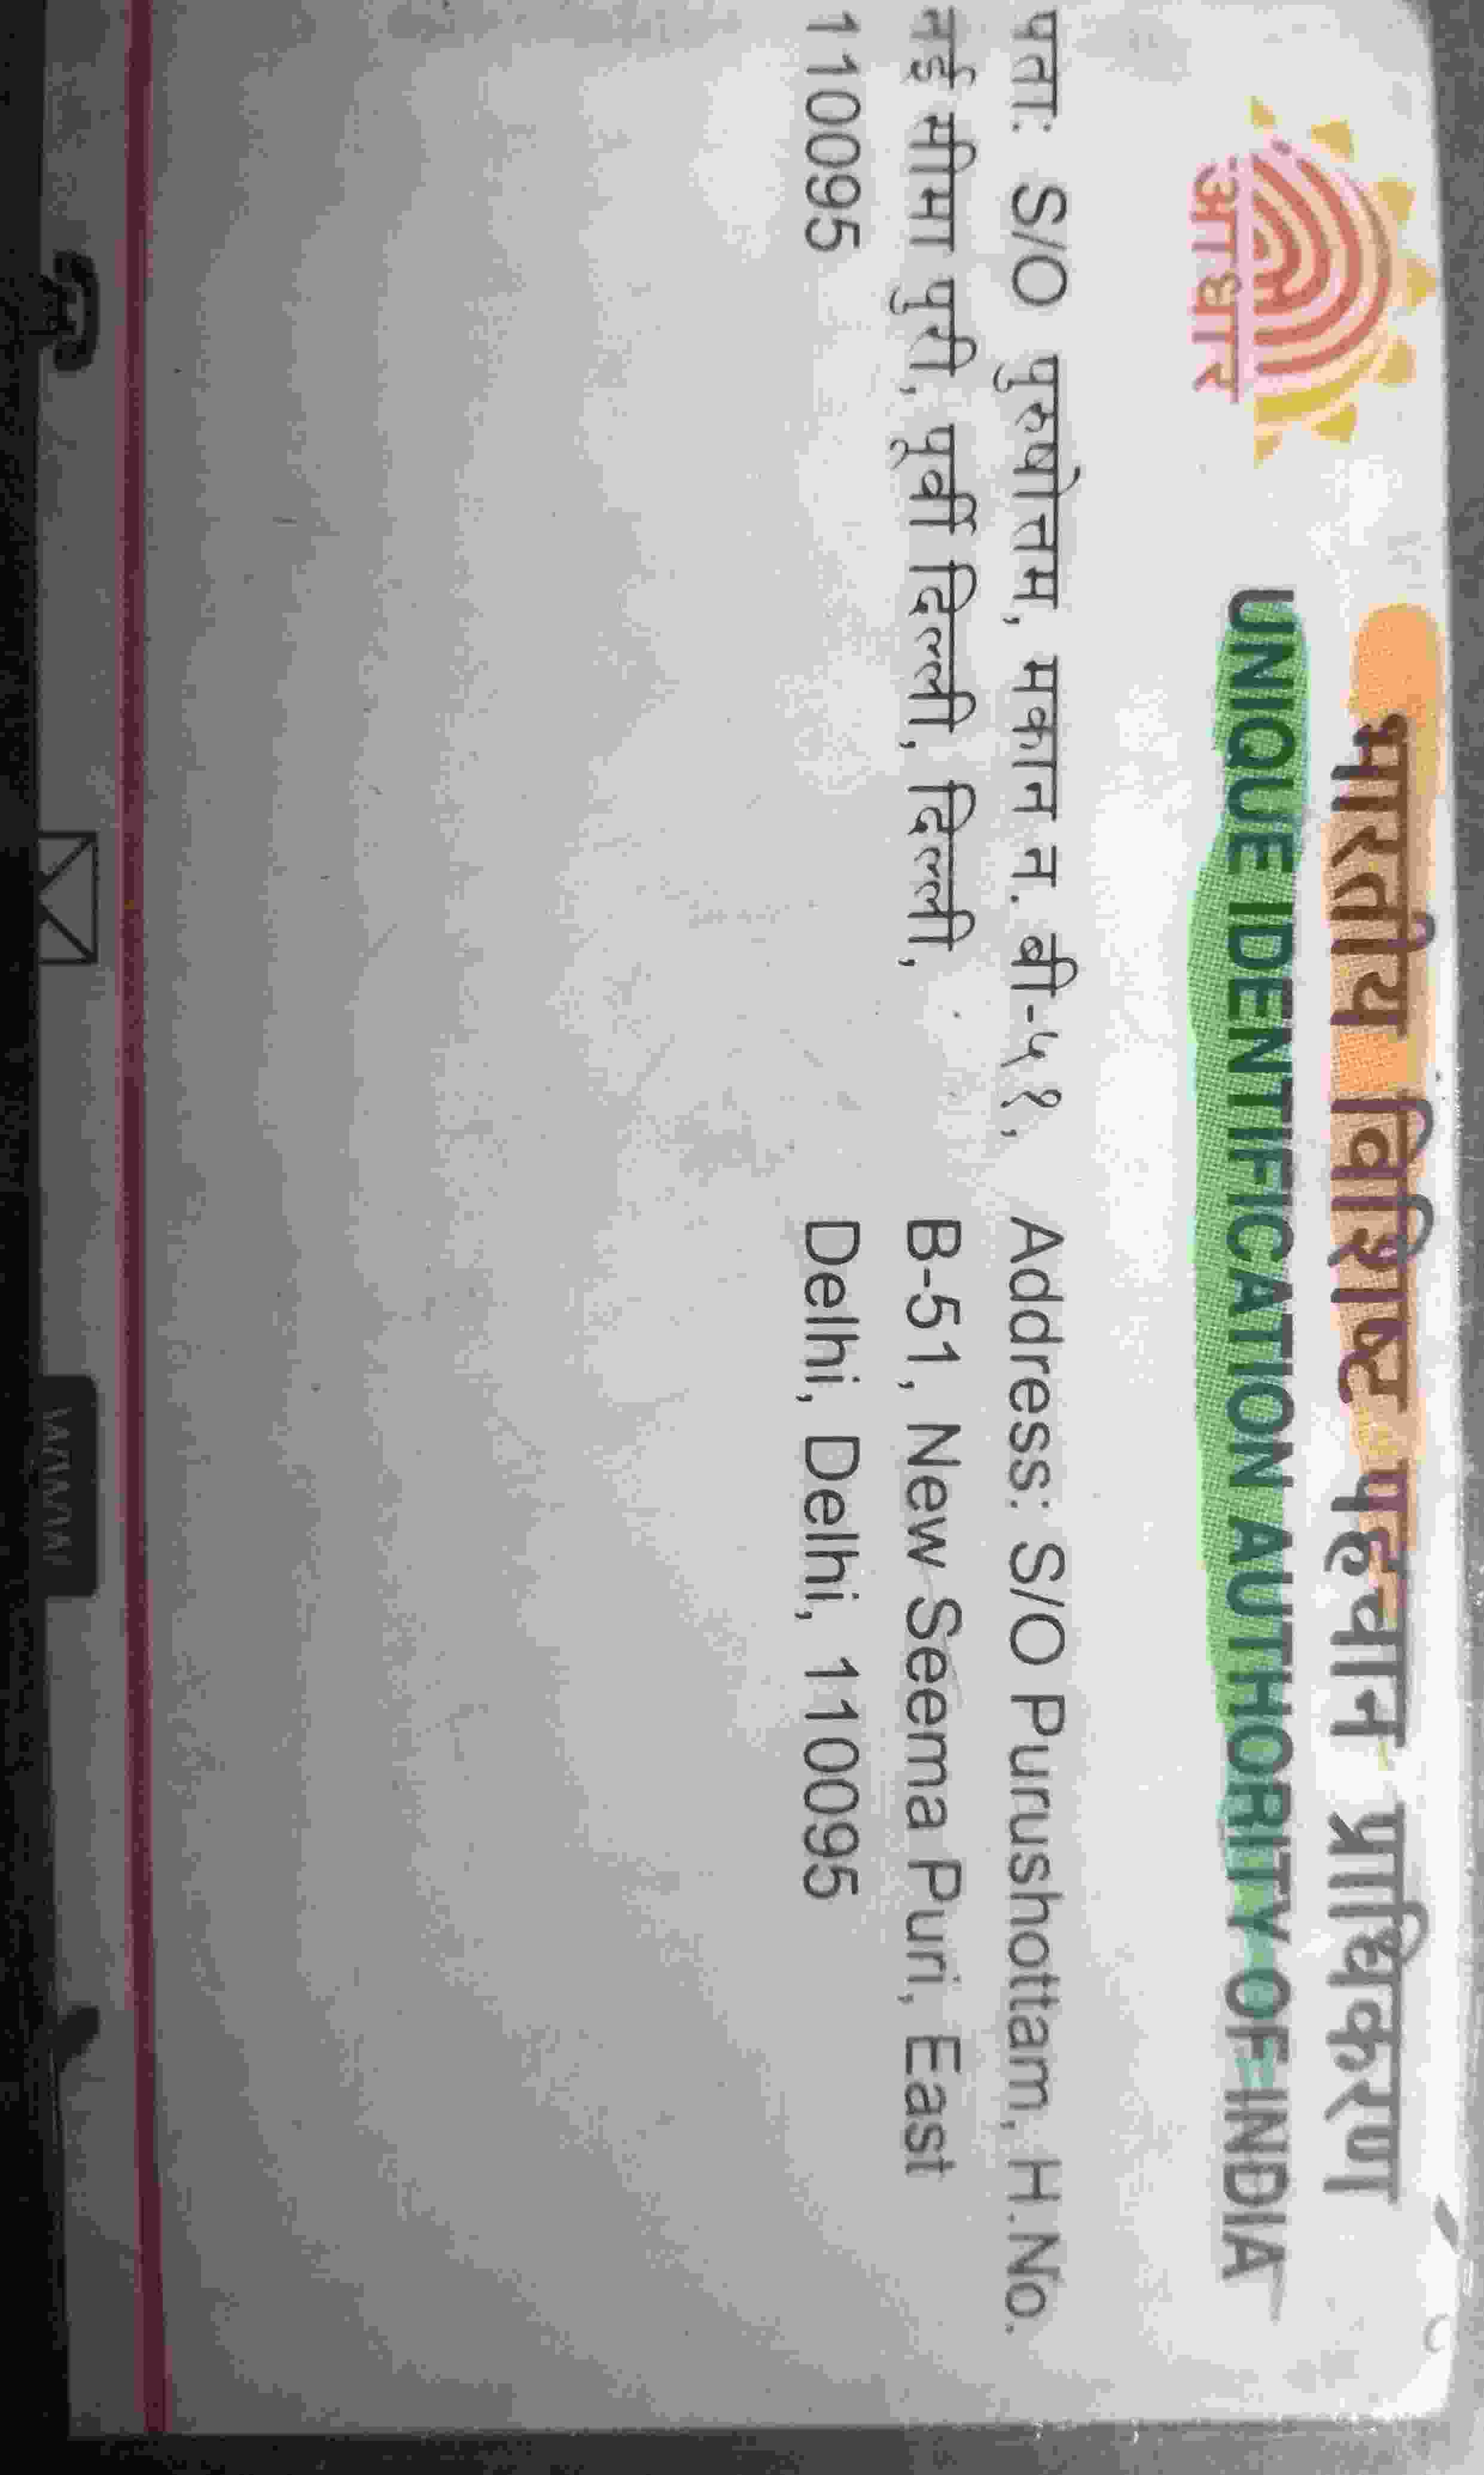 भारतीय विशिष्ट पहचान प्राधिकरण
UNIQUE IDENTIFICATION AUTHORITY OF INDIA
आधार
पता: S/O पुरुषोत्तम, मकान न. बी-५१,
नई सीमा पुरी, पूर्वी दिल्ली, दिल्ली,
110095
Address: S/O Purushottam, H.No.
B-51, New Seema Puri, East
Delhi, Delhi, 110095
www